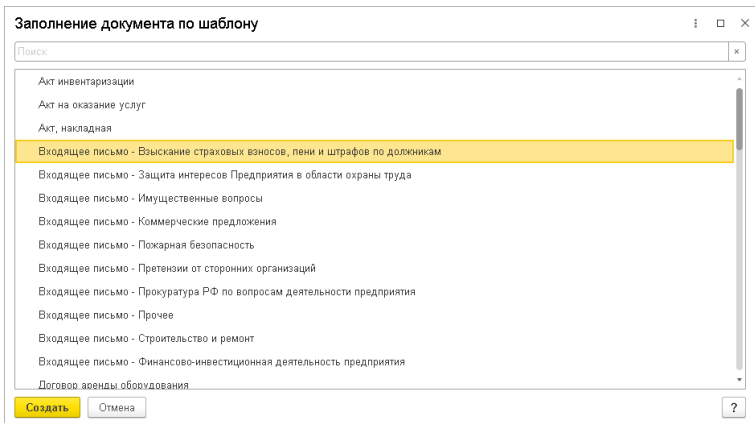 Заполнение документа по шаблону
Поиск
Акт инвентаризации
Акт на оказание услуг
Акт, накладная
Входящее письмо - Взыскание страховых взносов, пени и штрафов по должникам
Входящее письмо - Защита интересов Предприятия в области охраны труда
Входящее письмо - Имущественные вопросы
Входящее письмо - Коммерческие предложения
Входящее письмо - Пожарная безопасность
Входящее письмо - Претензии от сторонних организаций
Входящее письмо - Прокуратура РФ по вопросам деятельности предприятия
Входящее письмо - Прочее
Входящее письмо - Строительство и ремонт
Входящее письмо - Финансово-инвестиционная деятельность предприятия
Договор аренды оборудования
Создать Отмена ?